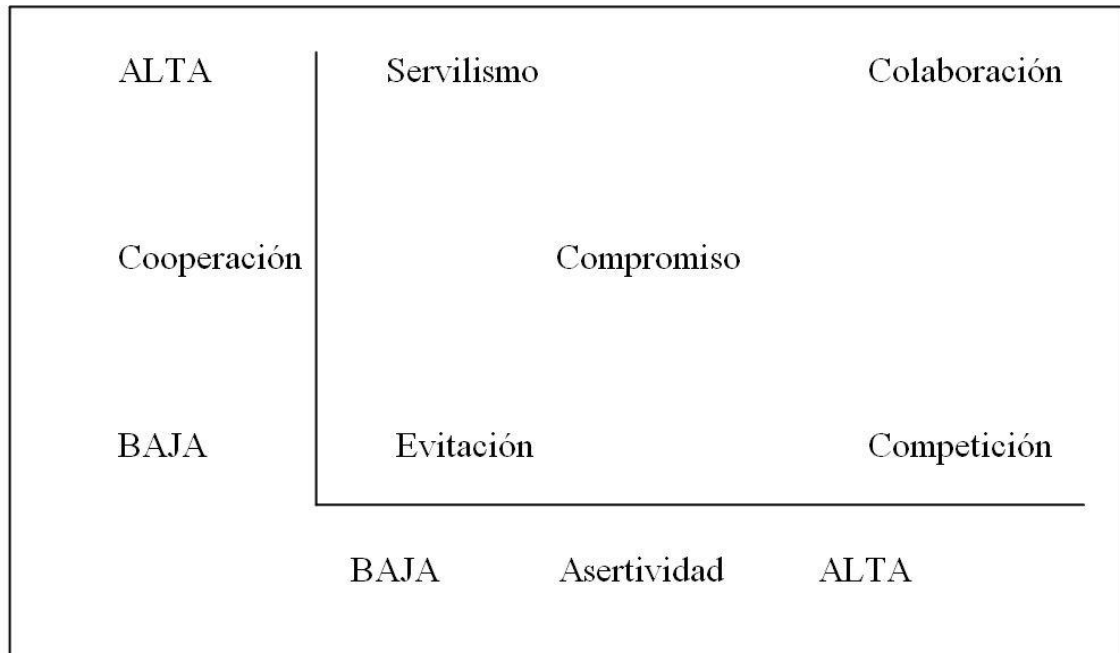 ALTA Servilismo Colaboración
Cooperación Compromiso
BAJA Evitación Competición
BAJA Asertividad ALTA